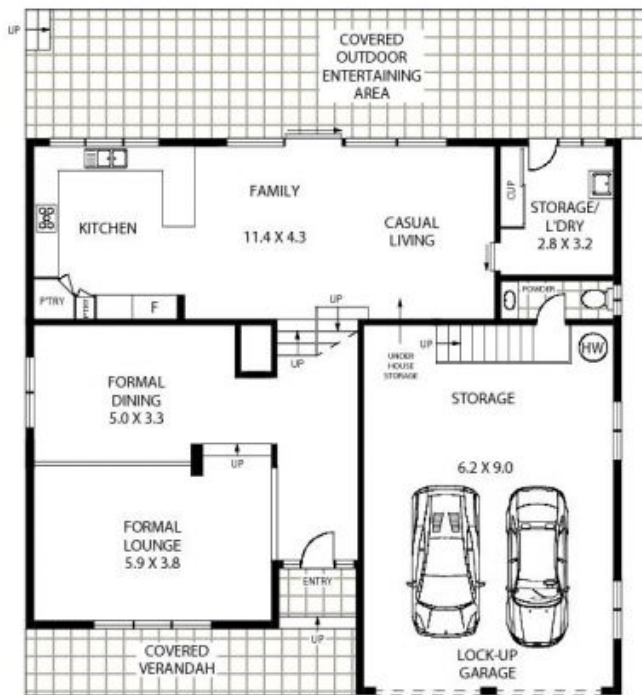 UP
COVERED
OUTDOOR
ENTERTAINING
AREA
FAMILY
KITCHEN
11.4 X 4.3
CASUAL
LIVING
CUP
STORAGE/
L'DRY
2.8 X 3.2
P'TRY
F
POWDER
UP
UP
UP
UNDER
HOUSE
STORAGE
HW
FORMAL
DINING
5.0 X 3.3
STORAGE
UP
6.2 X 9.0
FORMAL
LOUNGE
5.9 X 3.8
ENTRY
UP
COVERED
VERANDAH
LOCK-UP
GARAGE